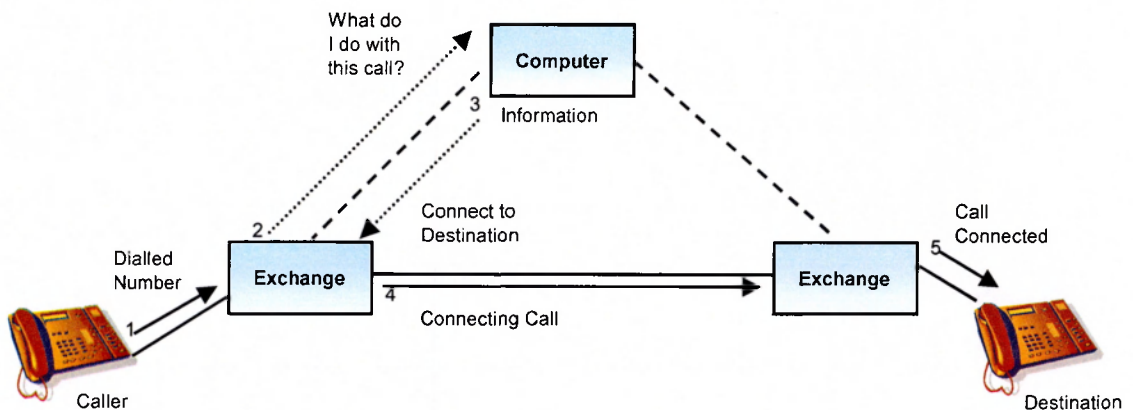 What do
I do with
this call?
Computer
3
Information
2
Connect to
Destination
Call
Connected
Dialled
Number
Exchange
Exchange
5
4
Connecting Call
1
Caller
Destination